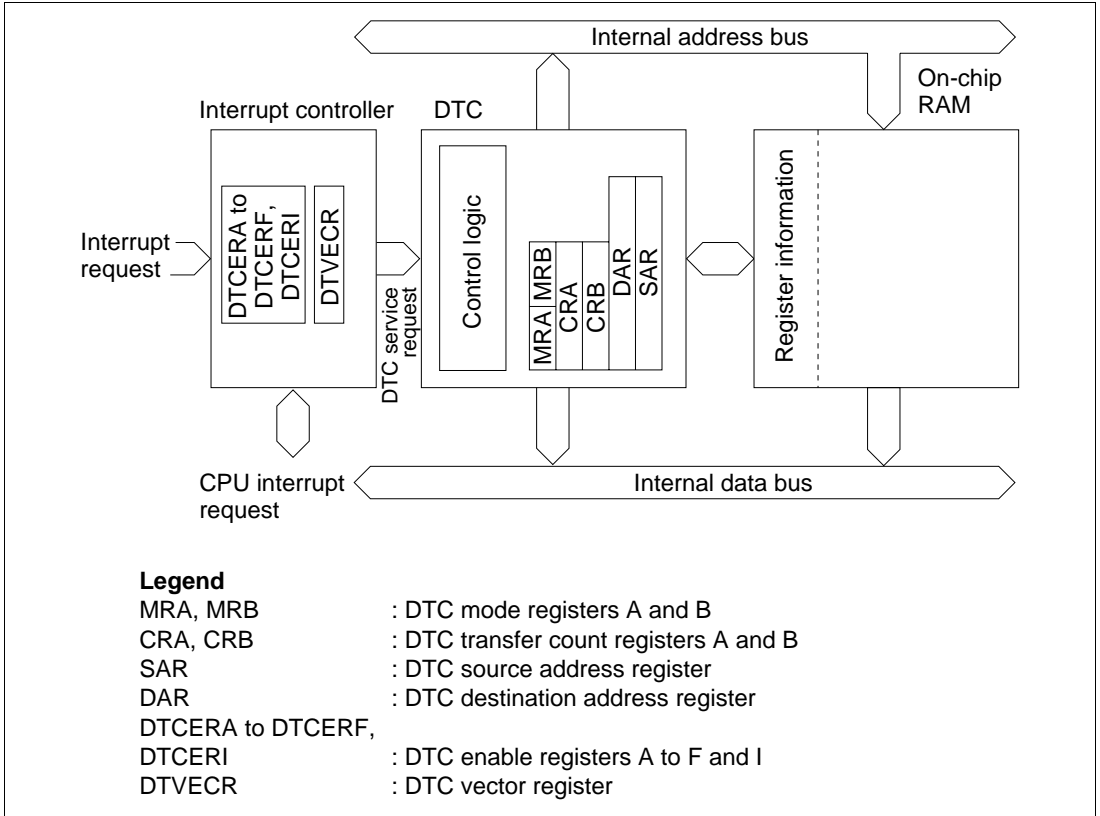 Internal address bus
On-chip
RAM
Interrupt controller
DTC
Interrupt
request
DTCERA to
DTCERF,
DTCERI
DTVECR
DTC service
request
Control logic
MRA
MRB
CRA
CRB
DAR
SAR
Register information
CPU interrupt
request
Internal data bus
Legend
MRA, MRB : DTC mode registers A and B
CRA, CRB : DTC transfer count registers A and B
SAR : DTC source address register
DAR : DTC destination address register
DTCERA to DTCERF,
DTCERI : DTC enable registers A to F and I
DTVECR : DTC vector register